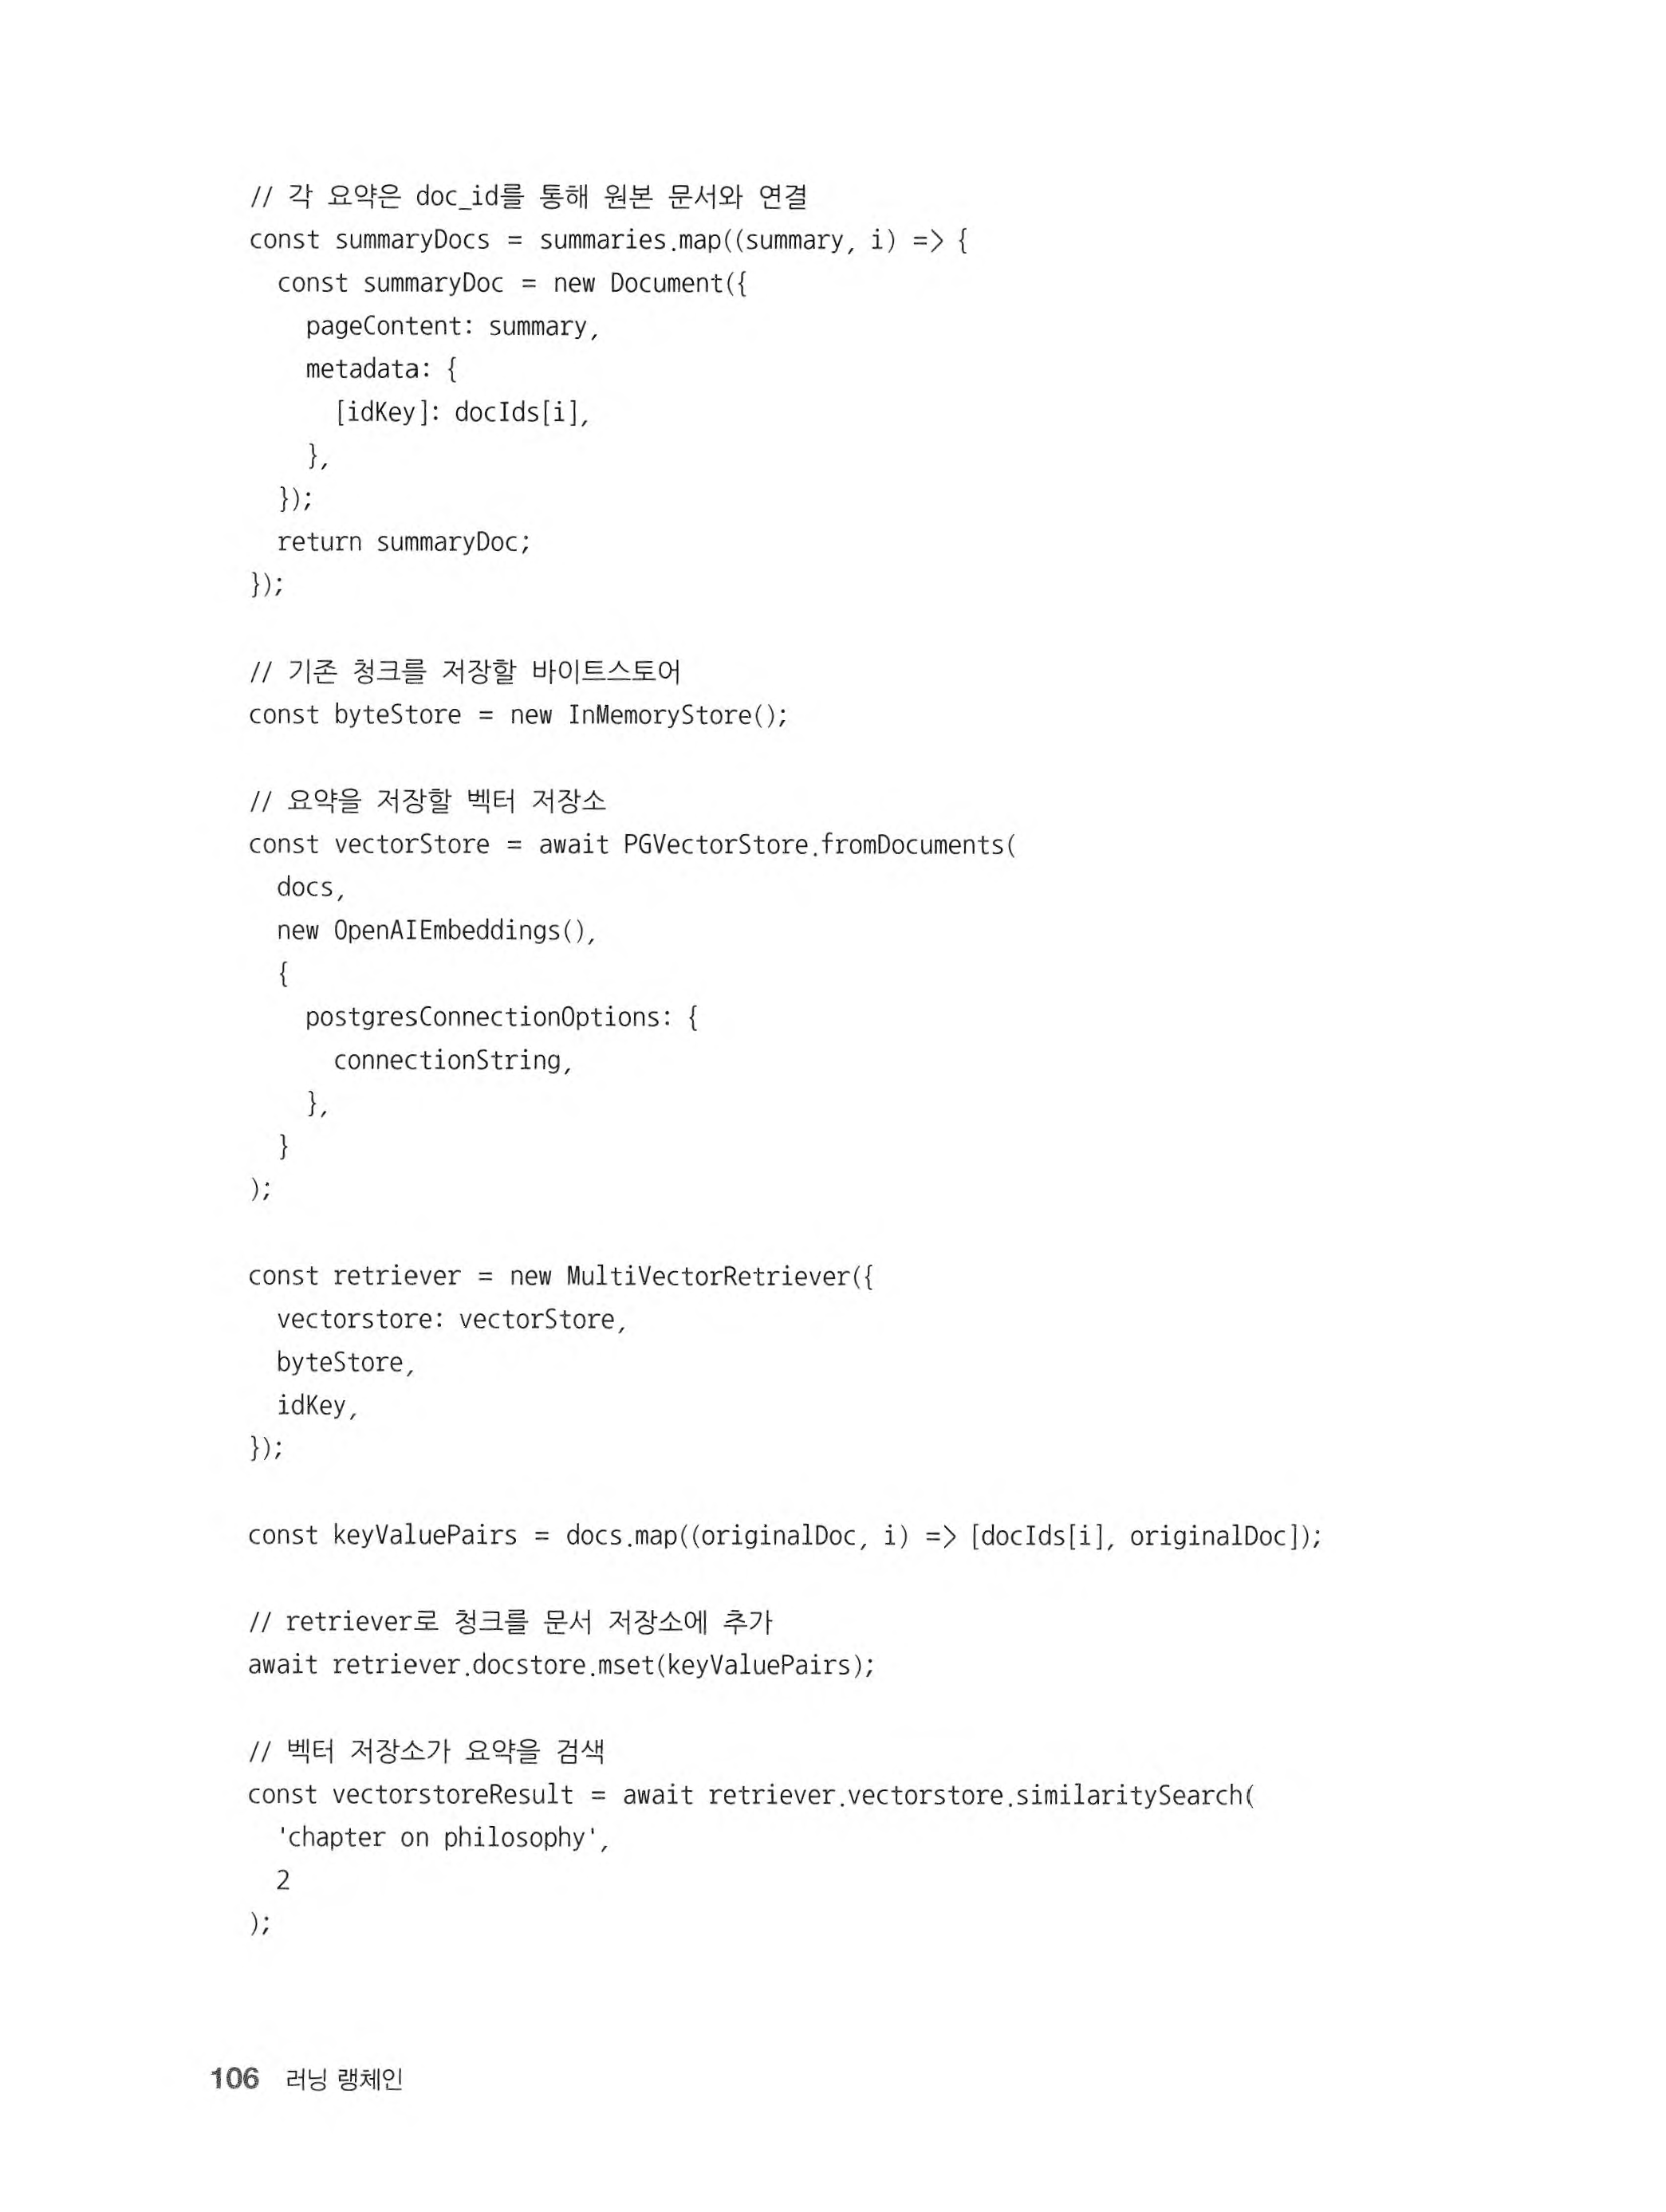 // 각 요약은 doc_id를 통해 원본 문서와 연결
const summaryDocs = summaries.map((summary, i) => {
  const summaryDoc = new Document({
    pageContent: summary,
    metadata: {
      [idKey]: docIds[i],
    },
  });
  return summaryDoc;
});

// 기존 청크를 저장할 바이트스토어
const byteStore = new InMemoryStore();

// 요약을 저장할 벡터 저장소
const vectorStore = await PGVectorStore.fromDocuments(
  docs,
  new OpenAIEmbeddings(),
  {
    postgresConnectionOptions: {
      connectionString,
    },
  }
);

const retriever = new MultiVectorRetriever({
  vectorstore: vectorStore,
  byteStore,
  idKey,
});

const keyValuePairs = docs.map((originalDoc, i) => [docIds[i], originalDoc]);

// retriever로 청크를 문서 저장소에 추가
await retriever.docstore.mset(keyValuePairs);

// 벡터 저장소가 요약을 검색
const vectorstoreResult = await retriever.vectorstore.similaritySearch(
  'chapter on philosophy',
  2
);

106 러닝 랭체인